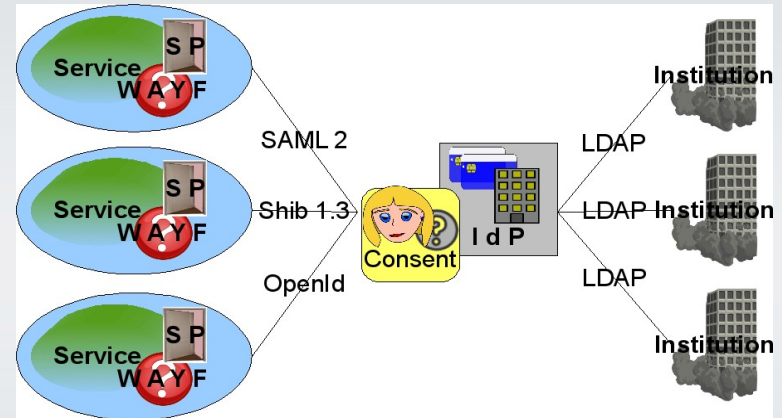 S P
Service
W A Y F
SAML 2
S P
Service
W A Y F
Shib 1.3
S P
Service
W A Y F
OpenId
Consent
I d P
LDAP
Institution
LDAP
Institution
LDAP
Institution